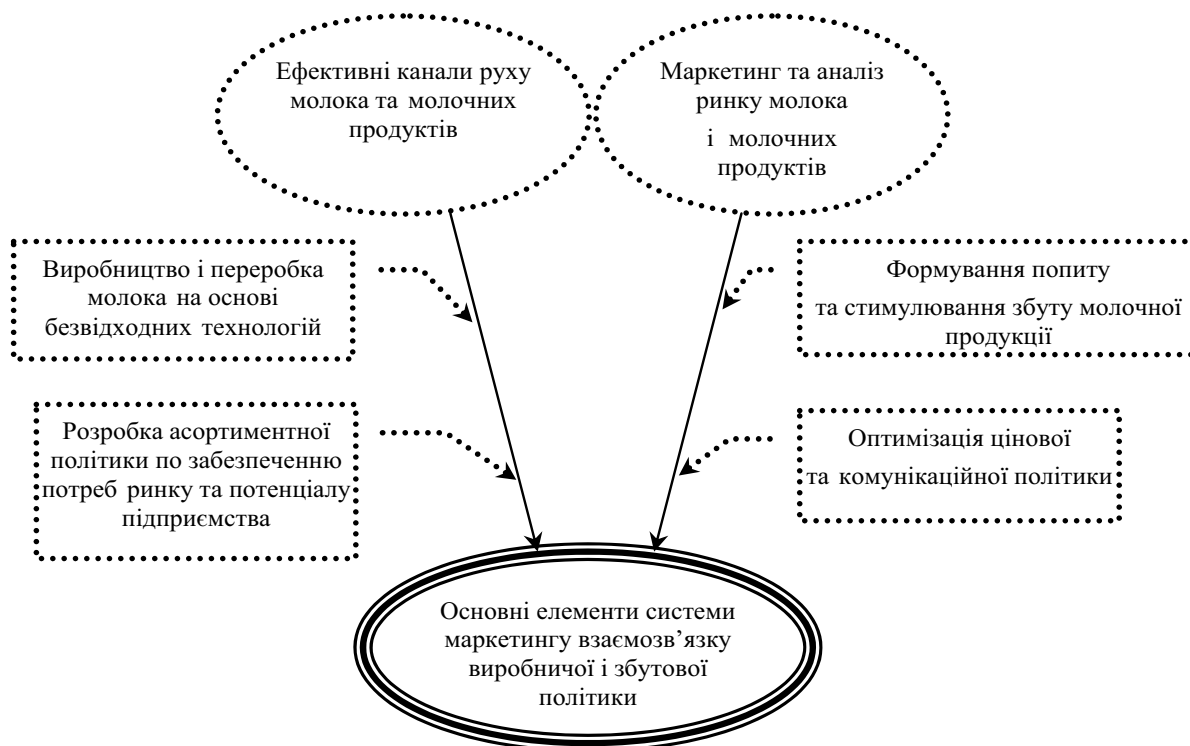 Ефективні канали руху
молока та молочних
продуктів
Маркетинг та аналіз
ринку молока
і молочних
продуктів
Виробництво і переробка
молока на основі
безвідходних технологій
Формування попиту
та стимулювання збуту молочної
продукції
Розробка асортиментної
політики по забезпеченню
потреб ринку та потенціалу
підприємства
Оптимізація цінової
та комунікаційної політики
Основні елементи системи
маркетингу взаємозв’язку
виробничої і збутової
політики